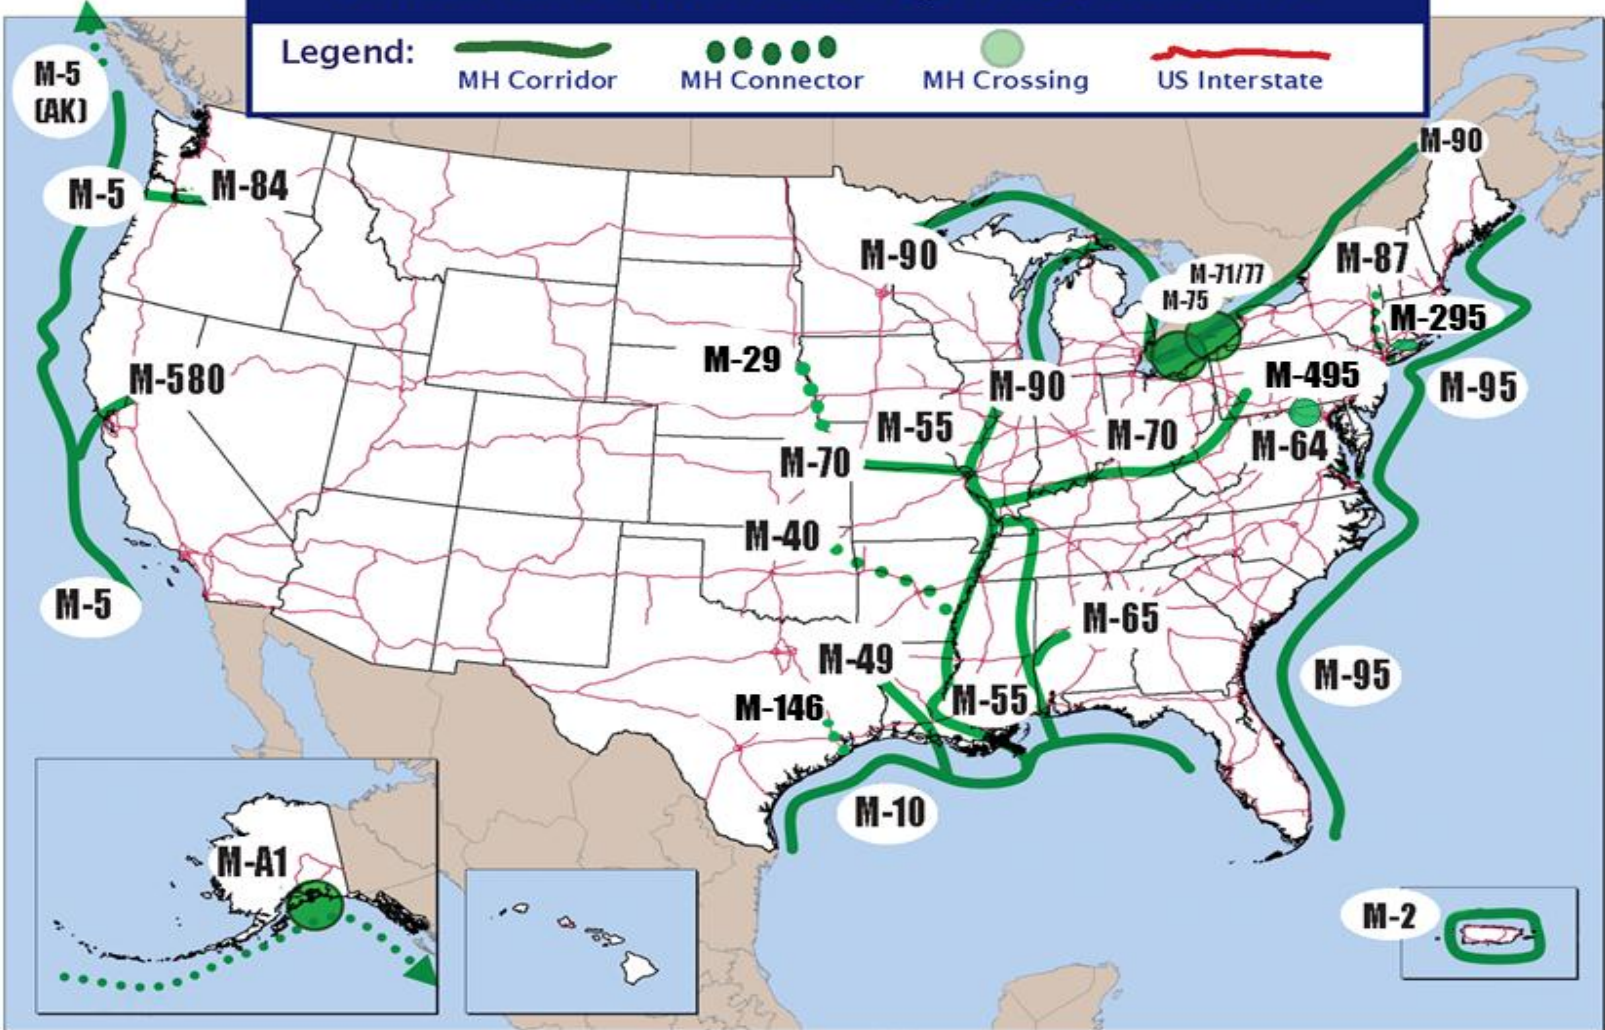 Legend:
MH Corridor
MH Connector
MH Crossing
US Interstate
M-5
(AK)
M-90
M-5
M-84
M-90
M-87
M-71/77
M-75
M-295
M-29
M-580
M-90
M-495
M-95
M-55
M-70
M-64
M-70
M-40
M-5
M-65
M-49
M-95
M-146
M-55
M-10
M-A1
M-2